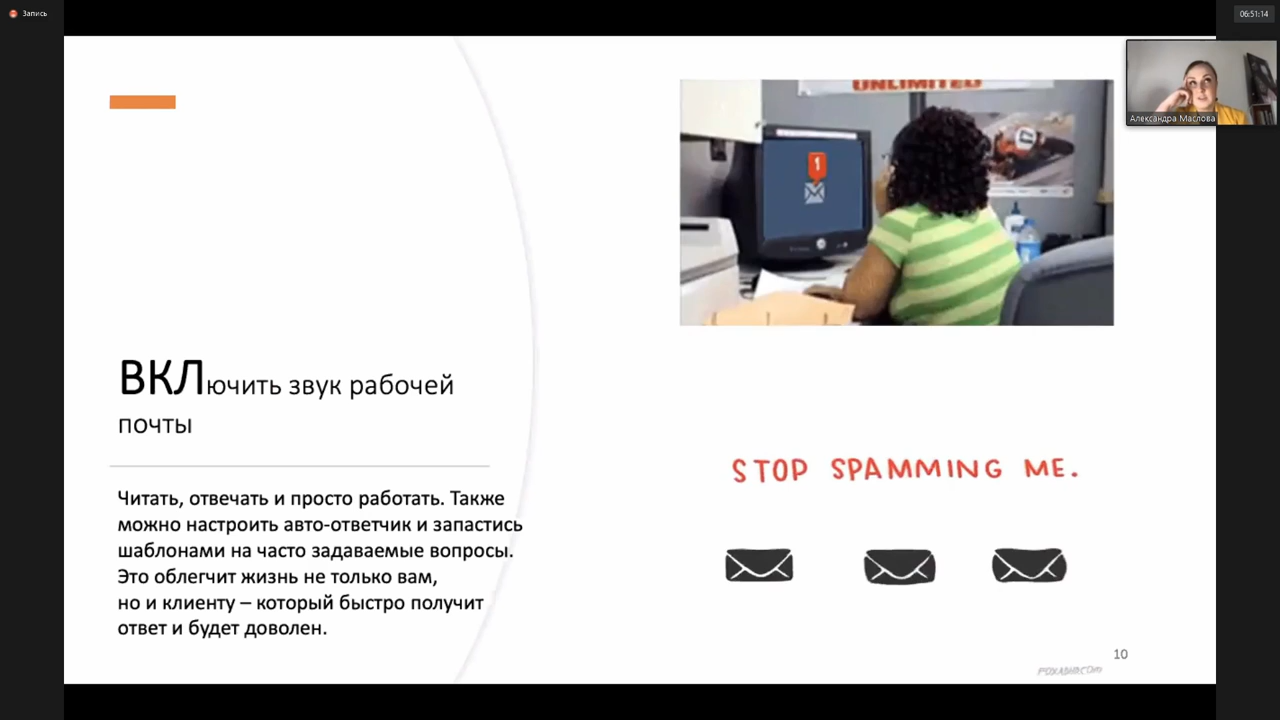 Запись
06:51:14
UNLIMITED
1
Александра Маслова
ВКЛючить звук рабочей
почты
Читать, отвечать и просто работать. Также
можно настроить авто-ответчик и запастись
шаблонами на часто задаваемые вопросы.
Это облегчит жизнь не только вам,
но и клиенту – который быстро получит
ответ и будет доволен.
STOP SPAMMING ME.
10